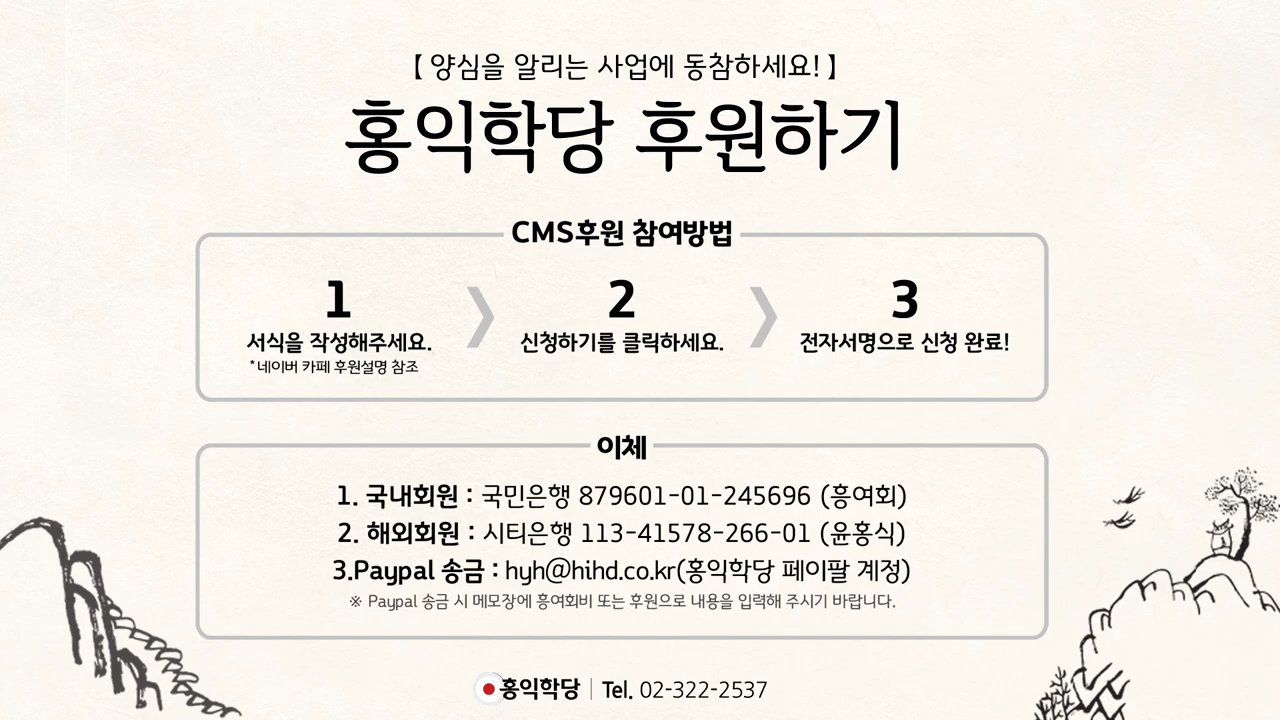 【 양심을 알리는 사업에 동참하세요! 】
홍익학당 후원하기
CMS후원 참여방법
1
서식을 작성해주세요.
*네이버 카페 후원설명 참조
2
신청하기를 클릭하세요.
3
전자서명으로 신청 완료!
이체
1. 국내회원 : 국민은행 879601-01-245696 (흥여회)
2. 해외회원 : 시티은행 113-41578-266-01 (윤홍식)
3.Paypal 송금 : hyh@hihd.co.kr(홍익학당 페이팔 계정)
※ Paypal 송금 시 메모장에 흥여회비 또는 후원으로 내용을 입력해 주시기 바랍니다.
홍익학당 | Tel. 02-322-2537